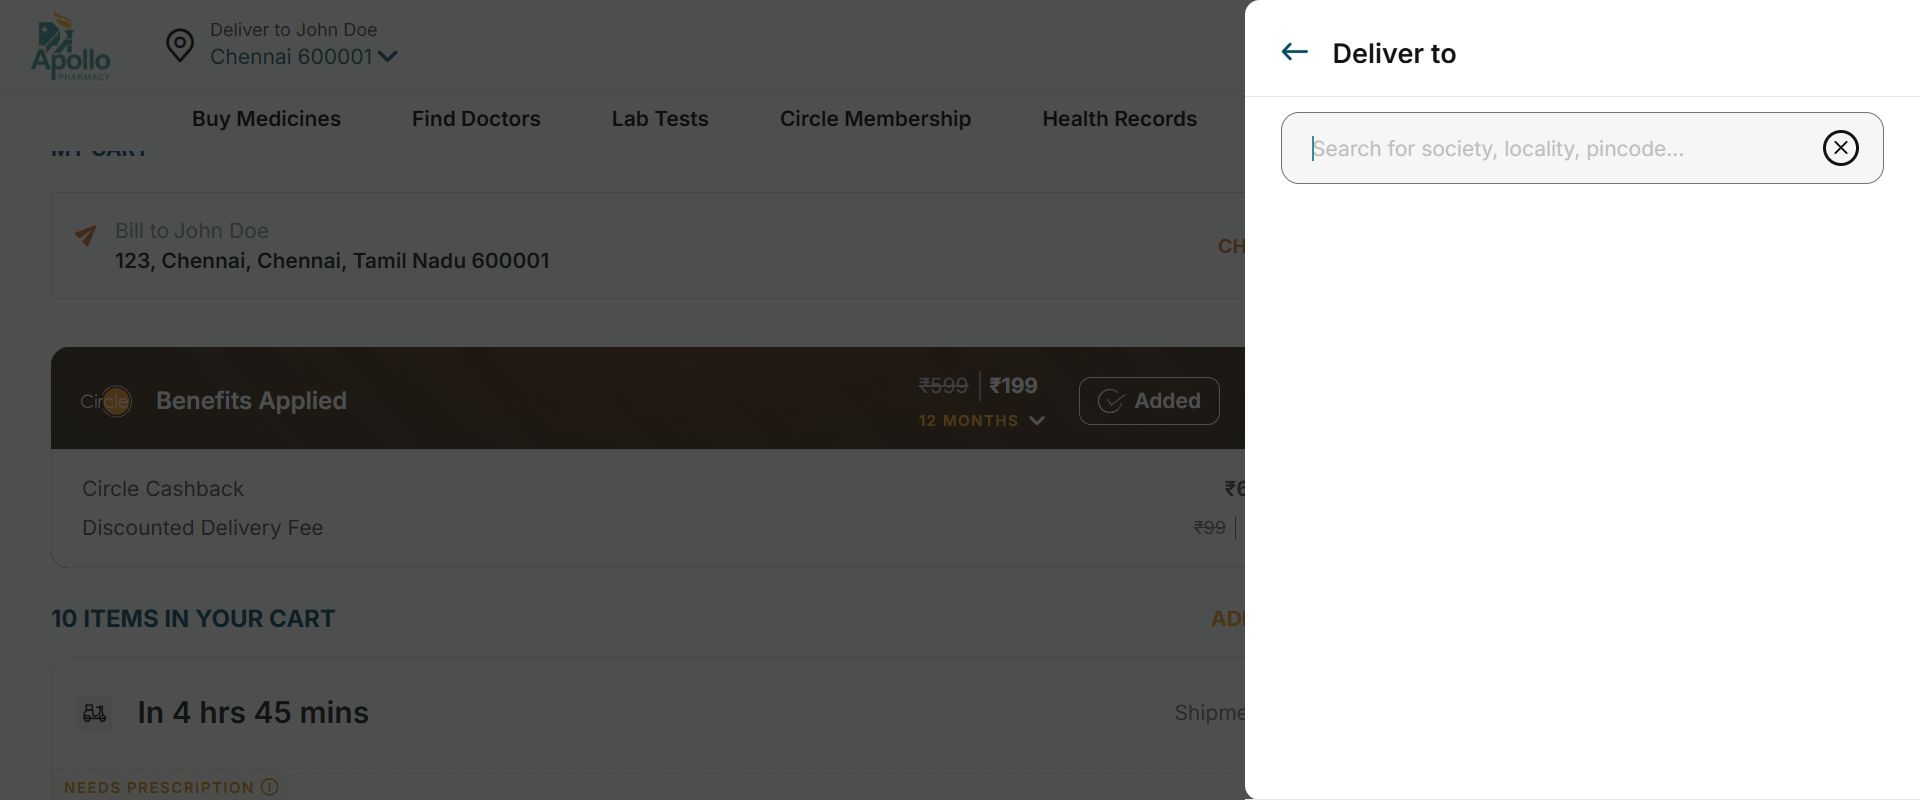 Apollo
PHARMACY
Deliver to John Doe
Chennai 600001
Buy Medicines
Find Doctors
Lab Tests
Circle Membership
Health Records
MY CART
Bill to John Doe
123, Chennai, Chennai, Tamil Nadu 600001
CH
Circle
Benefits Applied
₹599
₹199
12 MONTHS
Added
Circle Cashback
₹6
Discounted Delivery Fee
₹99
10 ITEMS IN YOUR CART
ADD
In 4 hrs 45 mins
Shipme
NEEDS PRESCRIPTION
Deliver to
Search for society, locality, pincode...